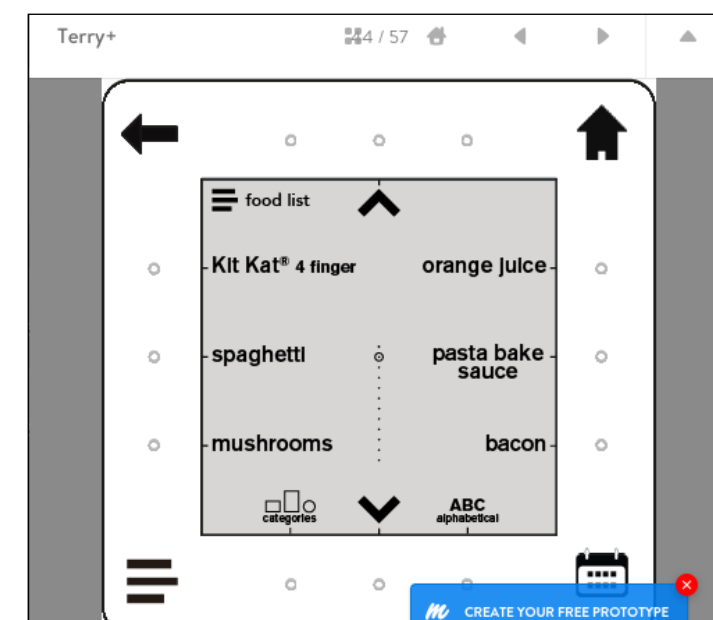 Terry+
44 / 57
food list
Kit Kat® 4 finger
orange juice
spaghetti
pasta bake
sauce
mushrooms
bacon
categories
ABC
alphabetical
CREATE YOUR FREE PROTOTYPE